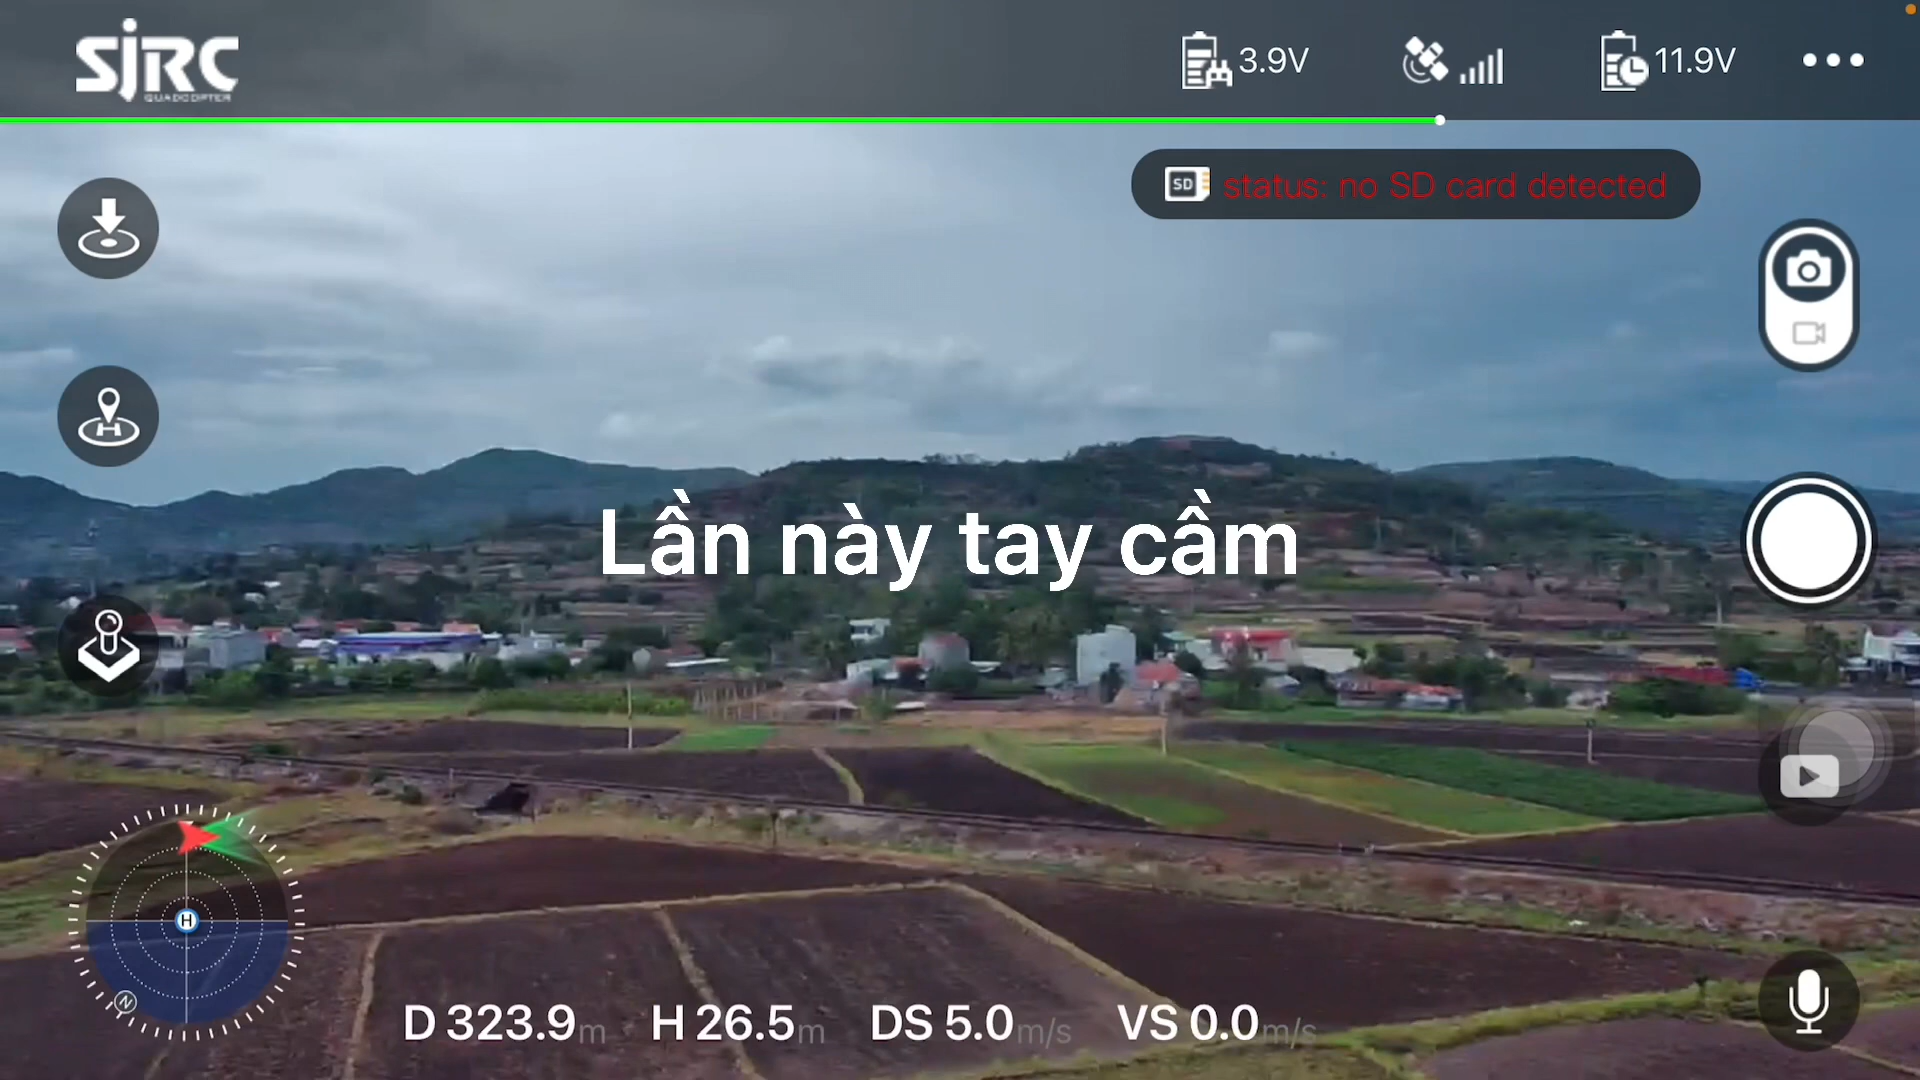 SJRC
QUADCOPTER
3.9V
11.9V
SD status: no SD card detected
Lần này tay cầm
H
N
D 323.9m H 26.5m DS 5.0m/s VS 0.0m/s